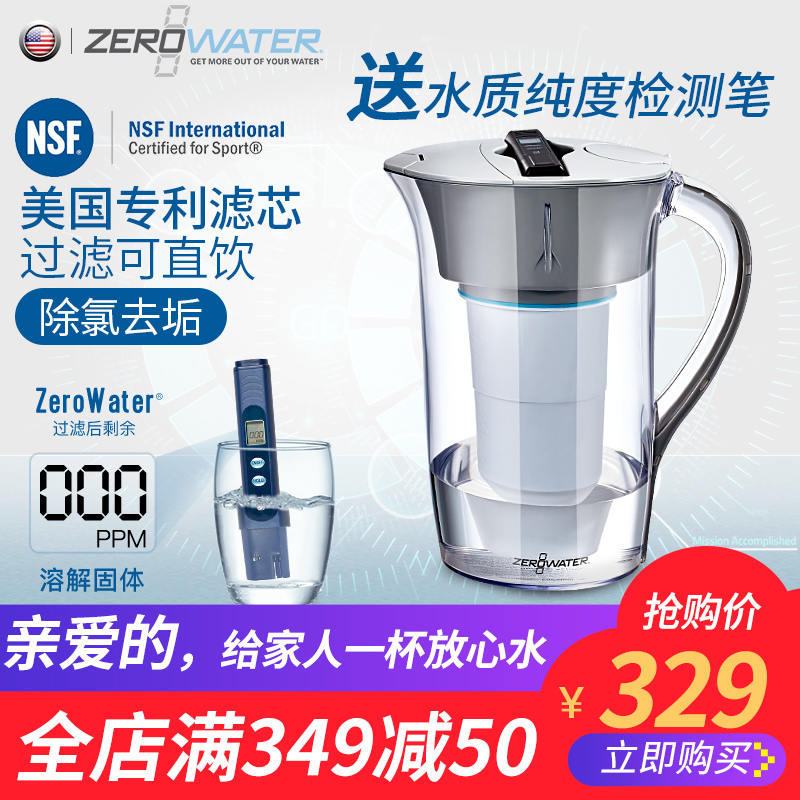 ZEROWATER®
GET MORE OUT OF YOUR WATER™
送水质纯度检测笔
NSF®
NSF International
Certified for Sport®
美国专利滤芯
过滤可直饮
除氯去垢
ZeroWater®
过滤后剩余
000
PPM
溶解固体
000
HOLD
ZEROWATER
Mission Accomplished
亲爱的，给家人一杯放心水
全店满349减50
抢购价
¥329
立即购买